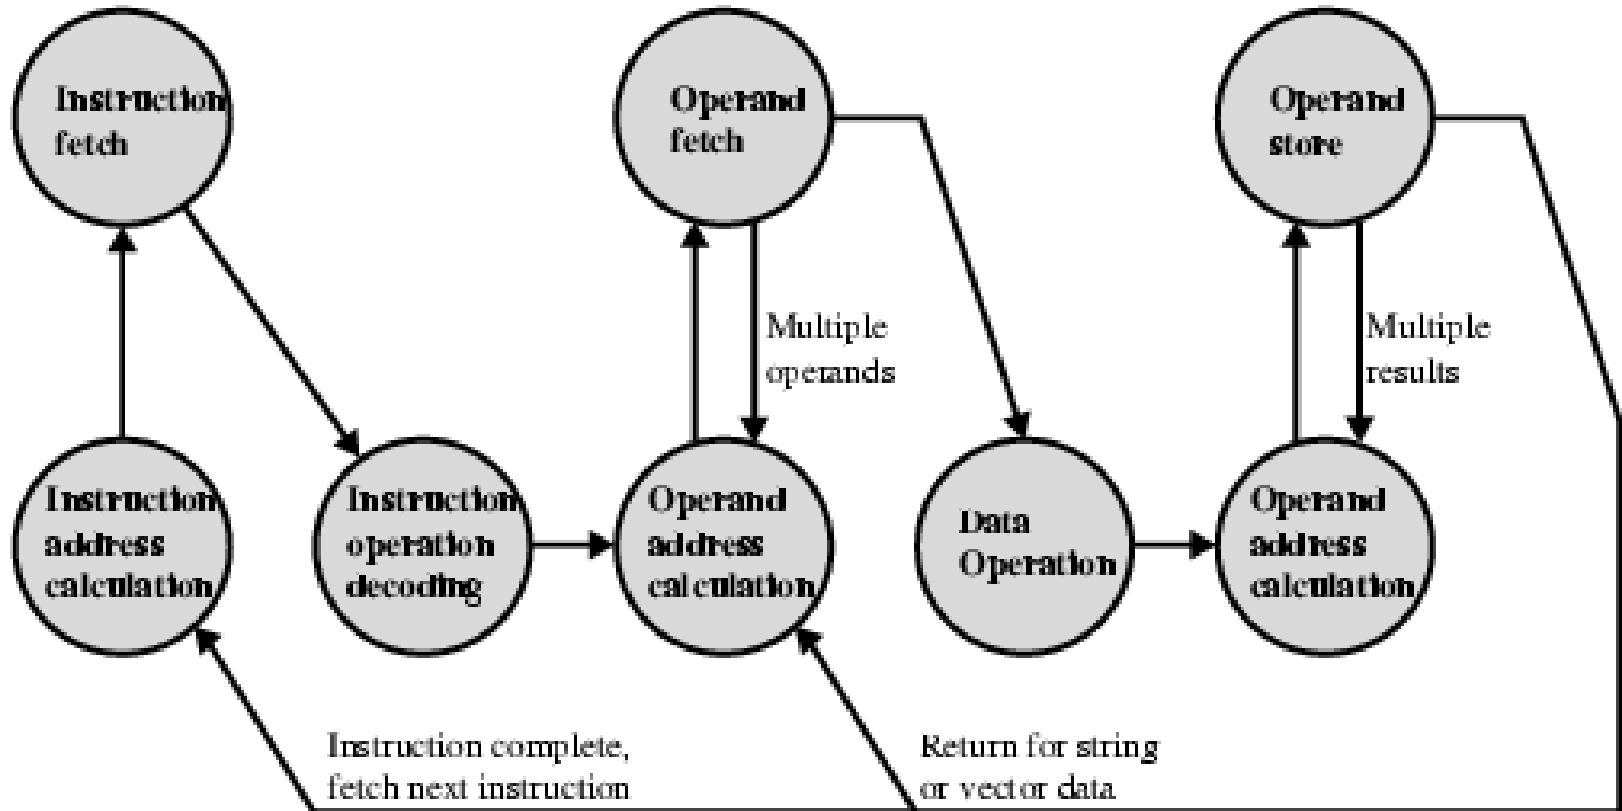 Instruction
fetch
Operand
fetch
Operand
store
Multiple
operands
Multiple
results
Instruction
address
calculation
Instruction
operation
decoding
Operand
address
calculation
Data
Operation
Operand
address
calculation
Instruction complete,
fetch next instruction
Return for string
or vector data